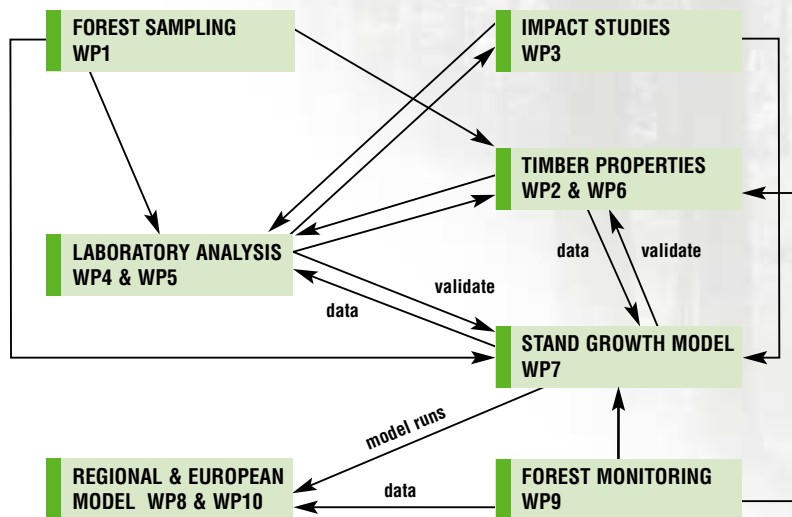 FOREST SAMPLING
WP1
IMPACT STUDIES
WP3
TIMBER PROPERTIES
WP2 & WP6
LABORATORY ANALYSIS
WP4 & WP5
data
validate
validate
data
STAND GROWTH MODEL
WP7
model runs
REGIONAL & EUROPEAN
MODEL WP8 & WP10
data
FOREST MONITORING
WP9